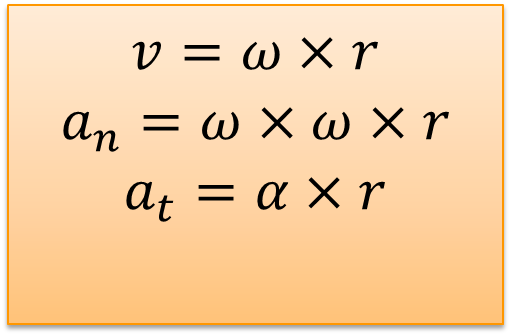 v = ω × r
aₙ = ω × ω × r
aₜ = α × r